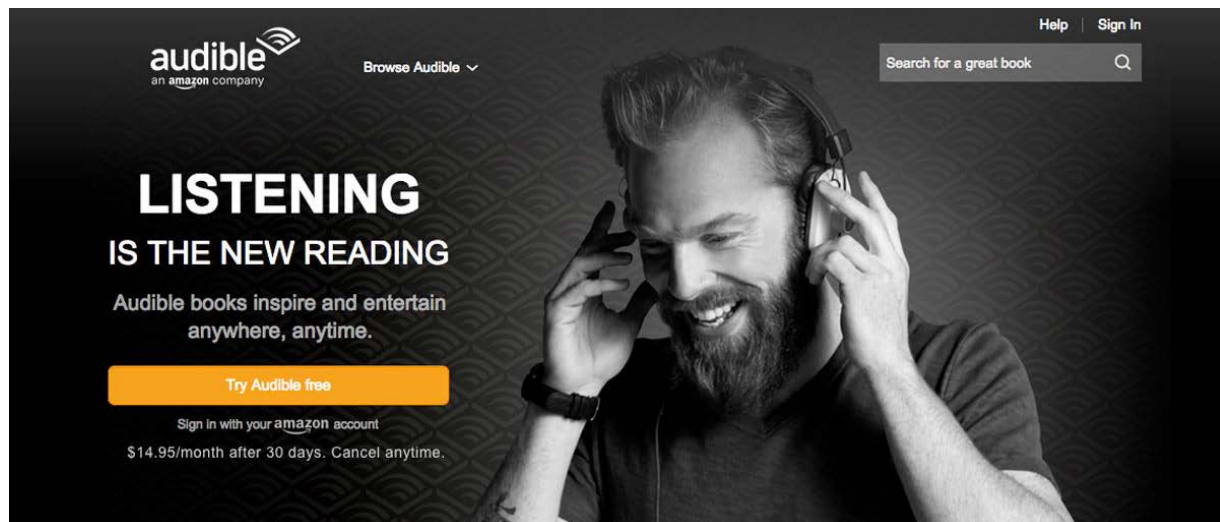 Help | Sign In
audible
an amazon company
Browse Audible
Search for a great book
LISTENING
IS THE NEW READING
Audible books inspire and entertain
anywhere, anytime.
Try Audible free
Sign in with your amazon account
$14.95/month after 30 days. Cancel anytime.